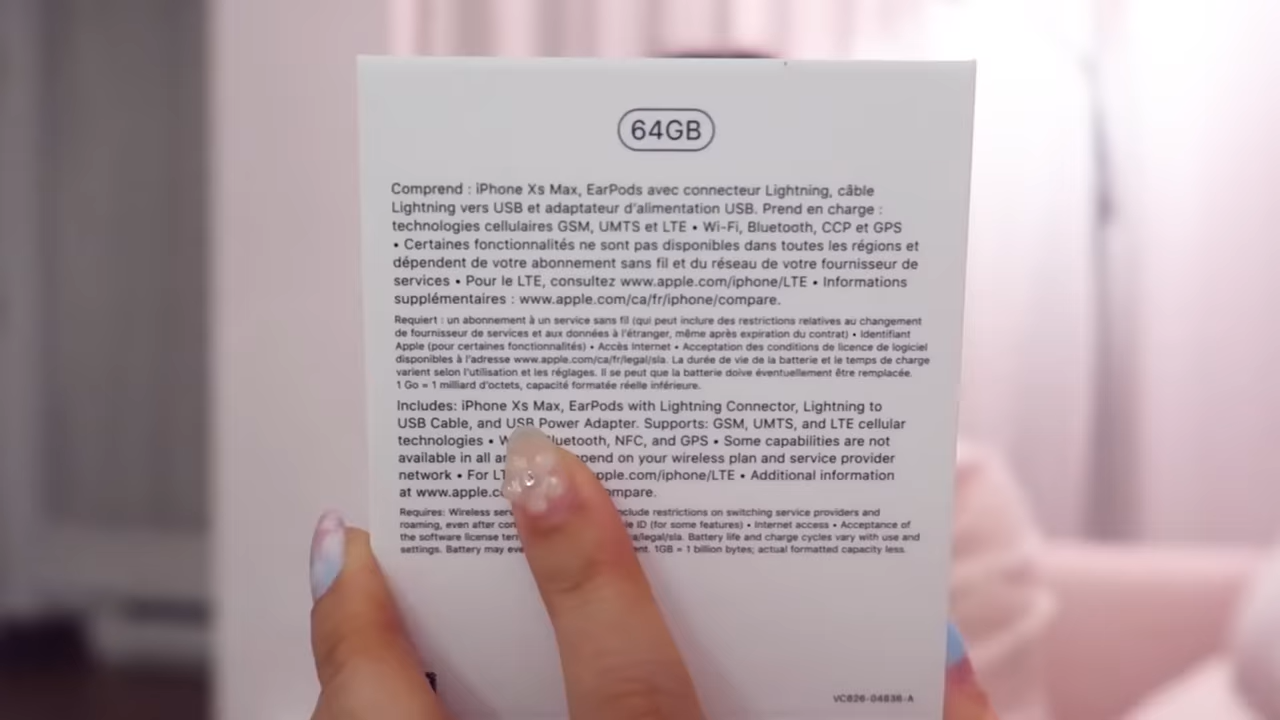 64GB
Comprend : iPhone Xs Max, EarPods avec connecteur Lightning, câble
Lightning vers USB et adaptateur d'alimentation USB. Prend en charge :
technologies cellulaires GSM, UMTS et LTE • Wi-Fi, Bluetooth, CCP et GPS
• Certaines fonctionnalités ne sont pas disponibles dans toutes les régions et
dépendent de votre abonnement sans fil et du réseau de votre fournisseur de
services • Pour le LTE, consultez www.apple.com/iphone/LTE • Informations
supplémentaires : www.apple.com/ca/fr/iphone/compare.
Requiert : un abonnement à un service sans fil (qui peut inclure des restrictions relatives au changement
de fournisseur de services et aux données à l'étranger, même après expiration du contrat) • Identifiant
Apple (pour certaines fonctionnalités) • Accès Internet • Acceptation des conditions de licence de logiciel
disponibles à l'adresse www.apple.com/ca/fr/legal/sla. La durée de vie de la batterie et le temps de charge
varient selon l'utilisation et les réglages. Il se peut que la batterie doive éventuellement être remplacée.
1 Go = 1 milliard d'octets, capacité formatée réelle inférieure.
Includes: iPhone Xs Max, EarPods with Lightning Connector, Lightning to
USB Cable, and USB Power Adapter. Supports: GSM, UMTS, and LTE cellular
technologies • luetooth, NFC, and GPS • Some capabilities are not
available in all pend on your wireless plan and service provider
network • For ple.com/iphone/LTE • Additional information
at www.apple.c ompare.
Requires: Wireless clude restrictions on switching service providers and
roaming, even after ID (for some features) • Internet access • Acceptance of
the software license a/legal/sla. Battery life and charge cycles vary with use and
settings. Battery may 1GB = 1 billion bytes; actual formatted capacity less.
VC826-04836-A